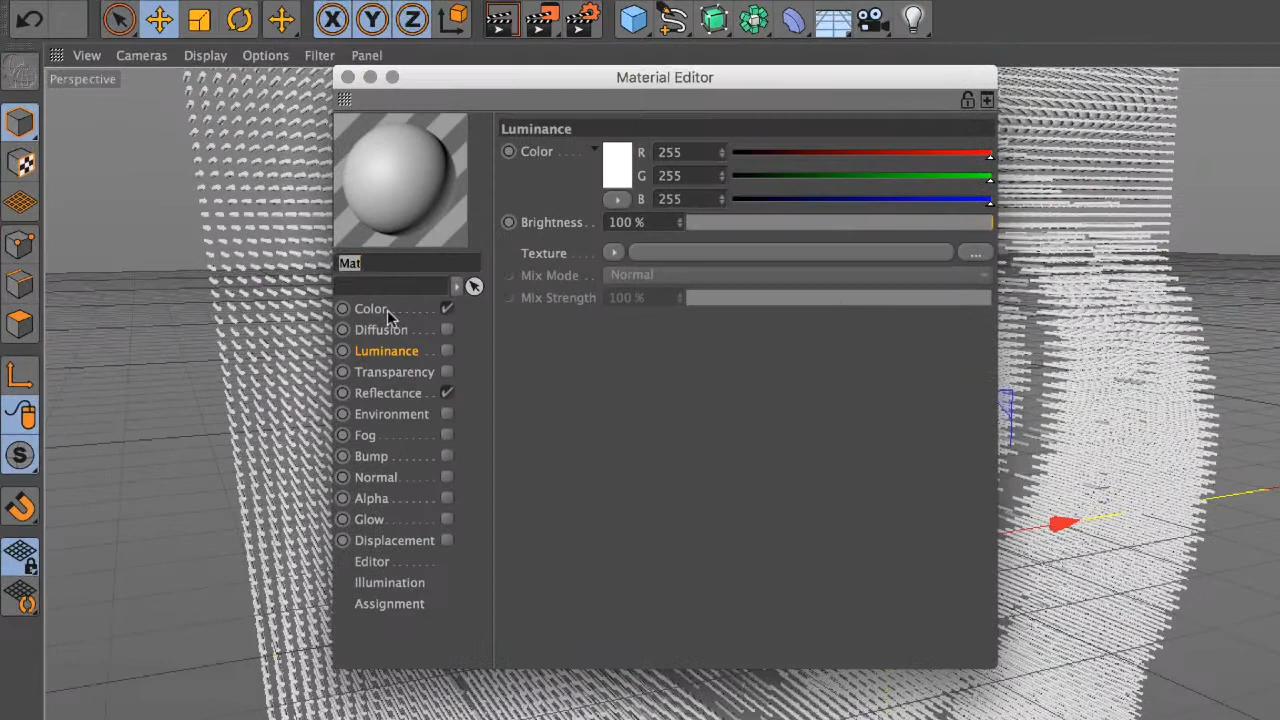 X Y Z
View Cameras Display Options Filter Panel
Perspective
Material Editor
Luminance
Color . . . . R 255
G 255
B 255
Brightness . . 100 %
Texture ...
Mix Mode . . Normal
Mix Strength 100 %
Mat
Color . . . . . . .
Diffusion . . . .
Luminance . .
Transparency
Reflectance . .
Environment
Fog . . . . . . . .
Bump . . . . . .
Normal . . . . .
Alpha . . . . . .
Glow . . . . . . .
Displacement
Editor . . . . . .
Illumination
Assignment
S